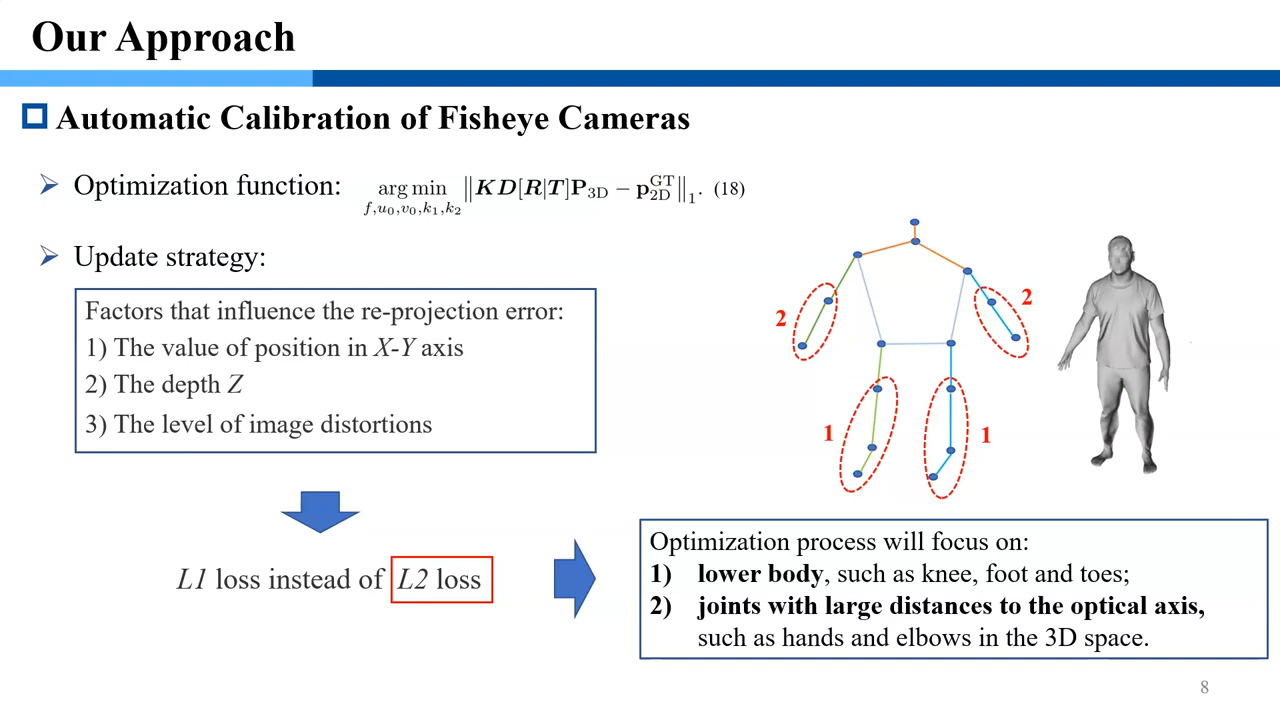 Our Approach
Automatic Calibration of Fisheye Cameras
Optimization function: arg min f,u₀,v₀,k₁,k₂ ‖KD[R|T]P₃D − p₂D^GT‖₁. (18)
Update strategy:
Factors that influence the re-projection error:
1) The value of position in X-Y axis
2) The depth Z
3) The level of image distortions
L1 loss instead of L2 loss
2
2
1
1
Optimization process will focus on:
1) lower body, such as knee, foot and toes;
2) joints with large distances to the optical axis,
such as hands and elbows in the 3D space.
8